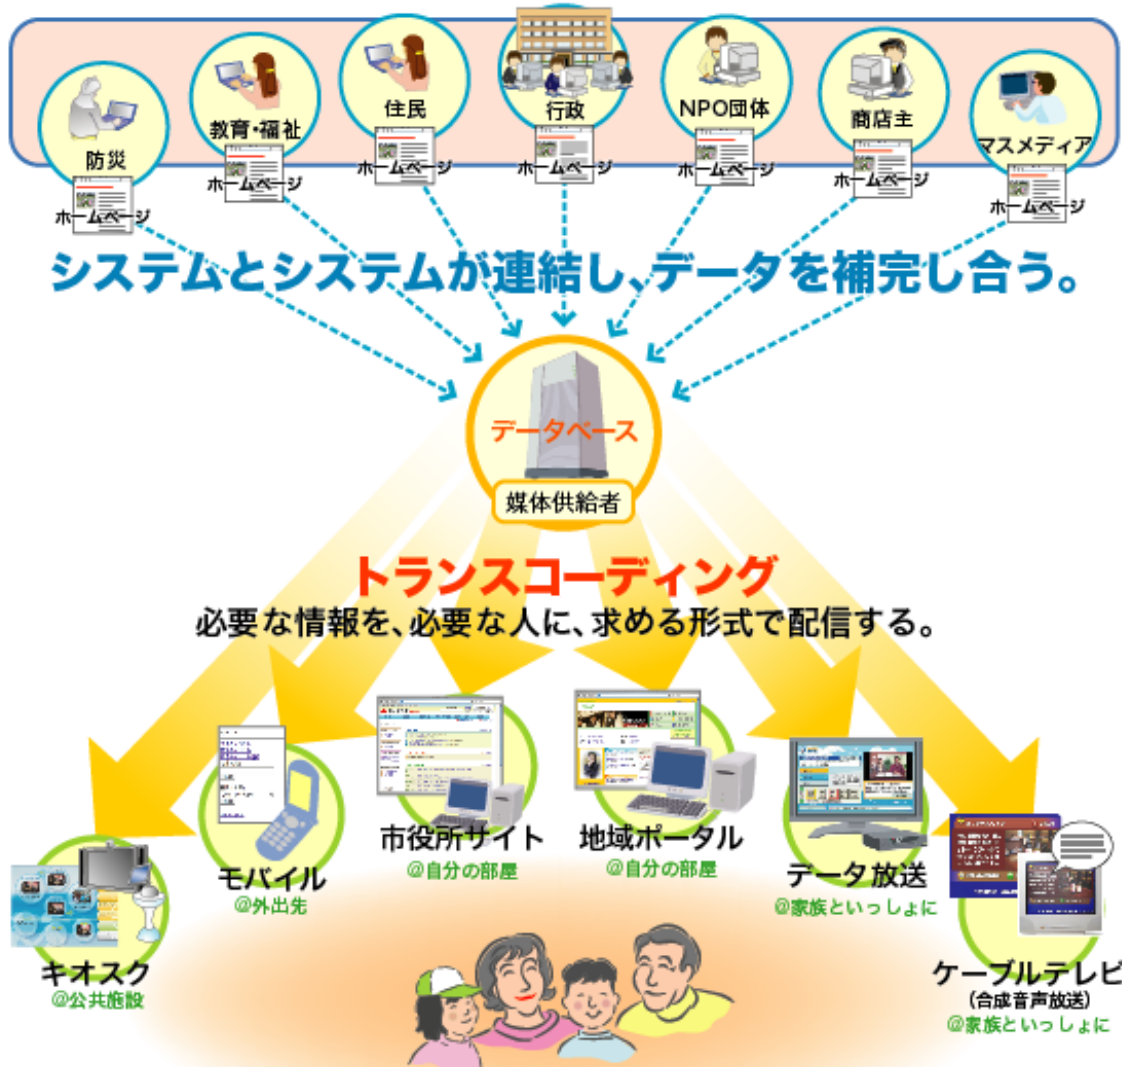 防災
ホームページ
教育・福祉
ホームページ
住民
ホームページ
行政
ホームページ
NPO団体
ホームページ
商店主
ホームページ
マスメディア
ホームページ
システムとシステムが連結し、データを補完し合う。
データベース
媒体供給者
トランスコーディング
必要な情報を、必要な人に、求める形式で配信する。
キオスク
@公共施設
モバイル
@外出先
市役所サイト
@自分の部屋
地域ポータル
@自分の部屋
データ放送
@家族といっしょに
ケーブルテレビ
(合成音声放送)
@家族といっしょに